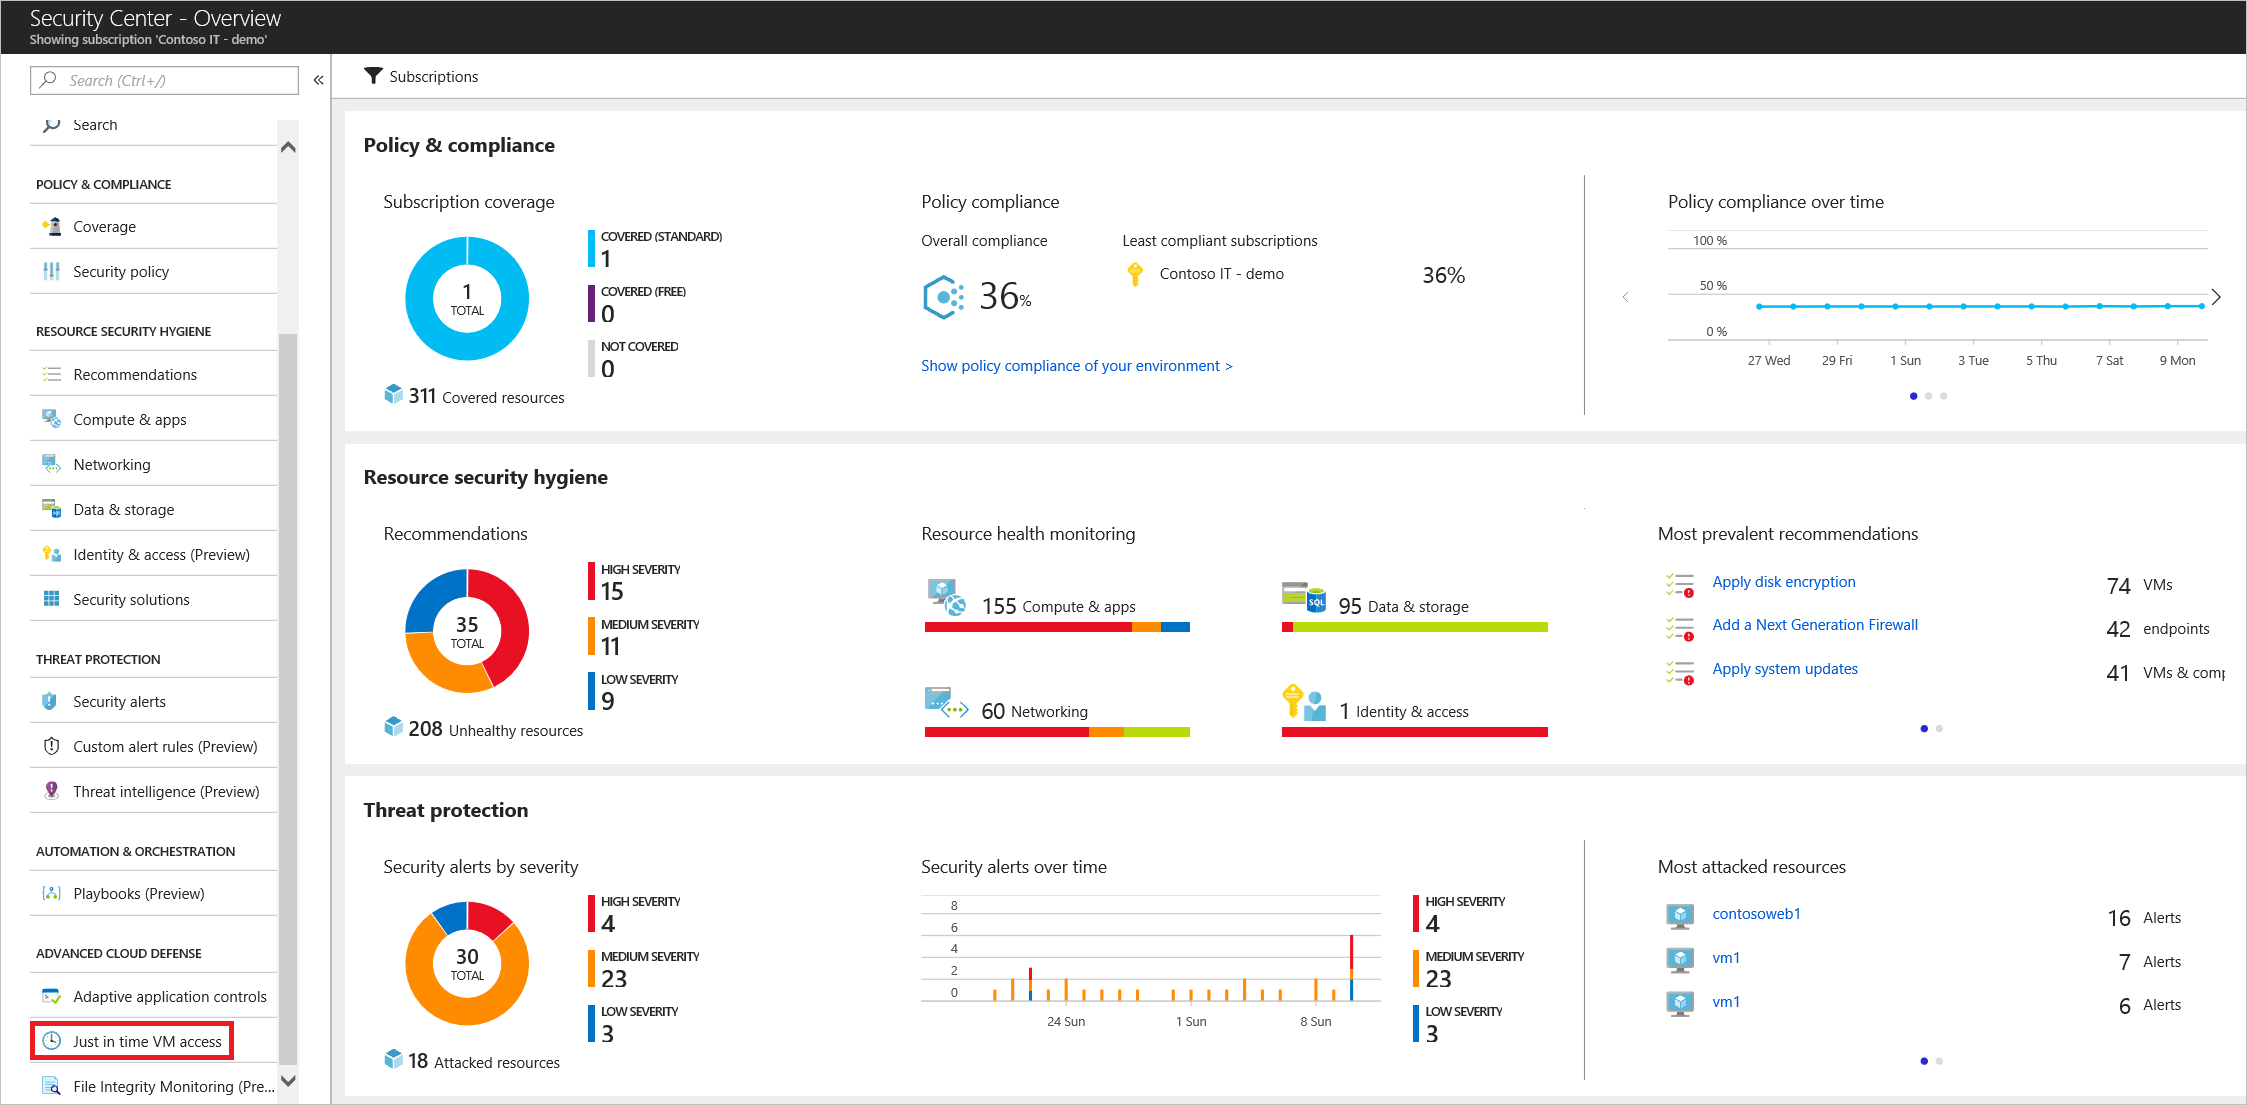 Security Center - Overview
Showing subscription 'Contoso IT - demo'
Search (Ctrl+/)
«
Search
POLICY & COMPLIANCE
Coverage
Security policy
RESOURCE SECURITY HYGIENE
Recommendations
Compute & apps
Networking
Data & storage
Identity & access (Preview)
Security solutions
THREAT PROTECTION
Security alerts
Custom alert rules (Preview)
Threat intelligence (Preview)
AUTOMATION & ORCHESTRATION
Playbooks (Preview)
ADVANCED CLOUD DEFENSE
Adaptive application controls
Just in time VM access
File Integrity Monitoring (Pre...
Subscriptions
Policy & compliance
Subscription coverage
1
TOTAL
COVERED (STANDARD)
1
COVERED (FREE)
0
NOT COVERED
0
311 Covered resources
Policy compliance
Overall compliance
36%
Least compliant subscriptions
Contoso IT - demo 36%
Show policy compliance of your environment >
Policy compliance over time
100 %
50 %
0 %
27 Wed 29 Fri 1 Sun 3 Tue 5 Thu 7 Sat 9 Mon
Resource security hygiene
Recommendations
35
TOTAL
HIGH SEVERITY
15
MEDIUM SEVERITY
11
LOW SEVERITY
9
208 Unhealthy resources
Resource health monitoring
155 Compute & apps
SQL
95 Data & storage
60 Networking
1 Identity & access
Most prevalent recommendations
Apply disk encryption 74 VMs
Add a Next Generation Firewall 42 endpoints
Apply system updates 41 VMs & comp
Threat protection
Security alerts by severity
30
TOTAL
HIGH SEVERITY
4
MEDIUM SEVERITY
23
LOW SEVERITY
3
18 Attacked resources
Security alerts over time
8
6
4
2
0
24 Sun 1 Sun 8 Sun
HIGH SEVERITY
4
MEDIUM SEVERITY
23
LOW SEVERITY
3
Most attacked resources
contosoweb1 16 Alerts
vm1 7 Alerts
vm1 6 Alerts